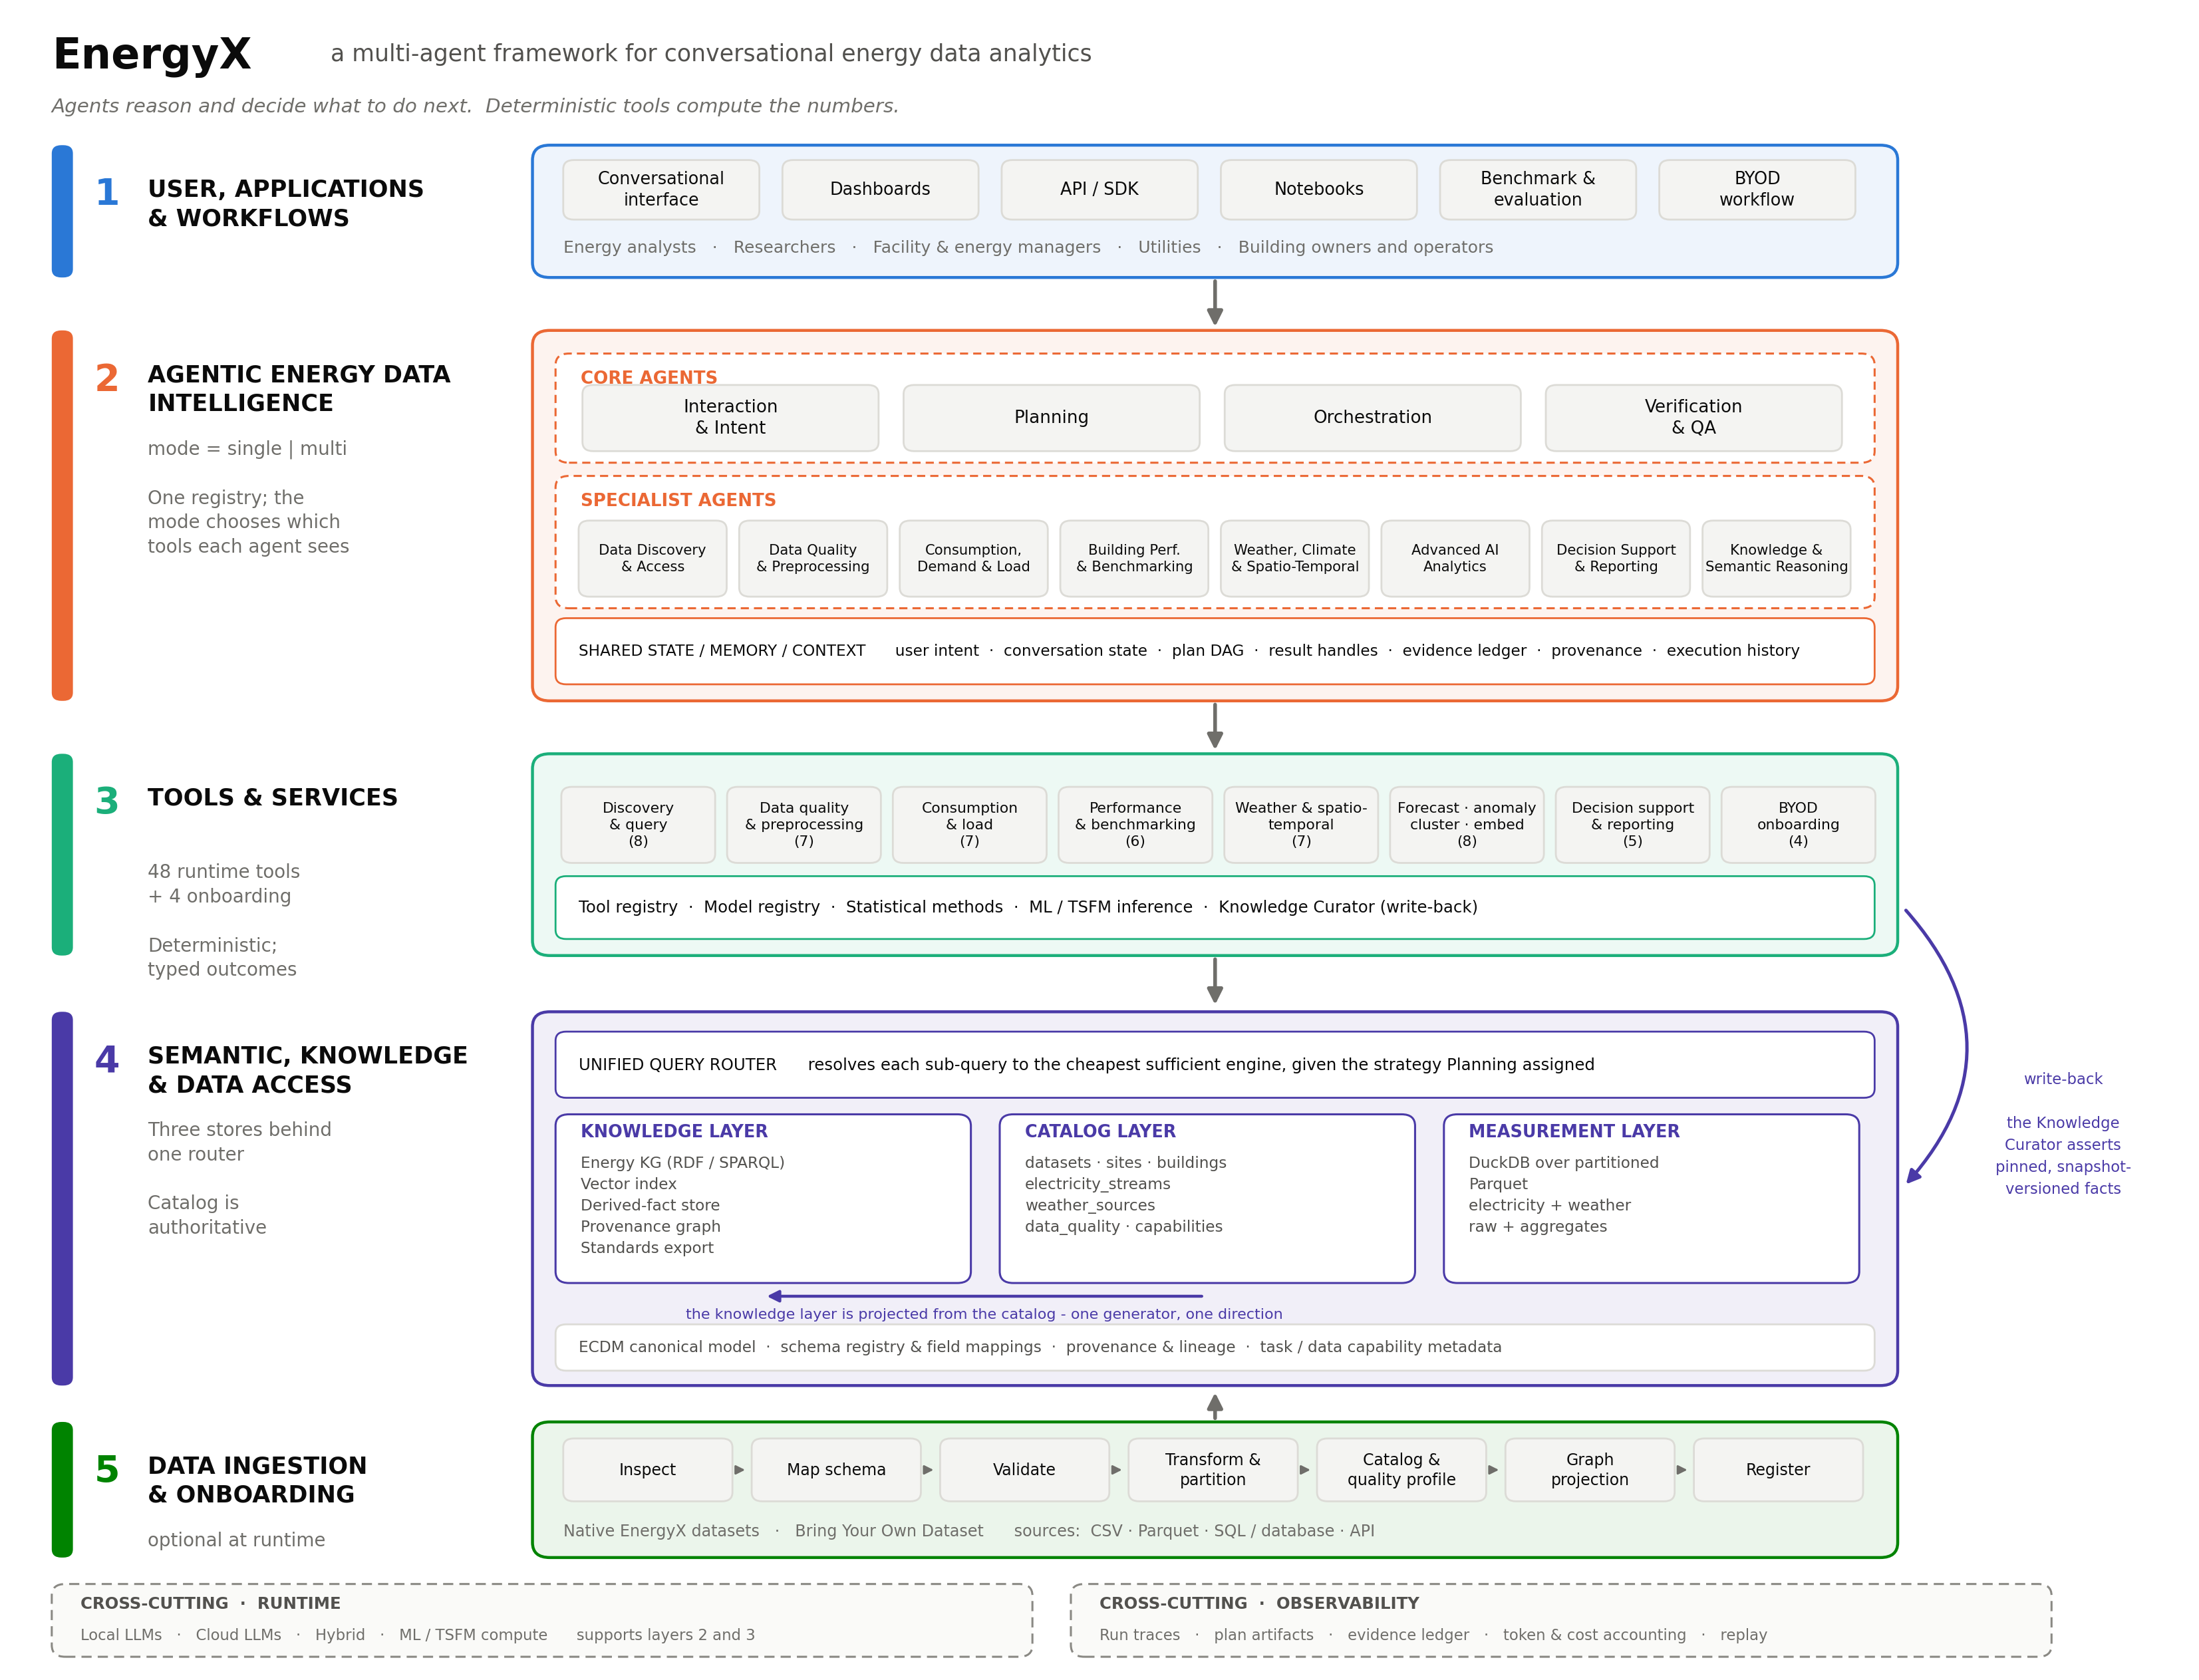 EnergyX a multi-agent framework for conversational energy data analytics
Agents reason and decide what to do next. Deterministic tools compute the numbers.
1 USER, APPLICATIONS
& WORKFLOWS
Conversational
interface
Dashboards
API / SDK
Notebooks
Benchmark &
evaluation
BYOD
workflow
Energy analysts · Researchers · Facility & energy managers · Utilities · Building owners and operators
2 AGENTIC ENERGY DATA
INTELLIGENCE
mode = single | multi
One registry; the
mode chooses which
tools each agent sees
CORE AGENTS
Interaction
& Intent
Planning
Orchestration
Verification
& QA
SPECIALIST AGENTS
Data Discovery
& Access
Data Quality
& Preprocessing
Consumption,
Demand & Load
Building Perf.
& Benchmarking
Weather, Climate
& Spatio-Temporal
Advanced AI
Analytics
Decision Support
& Reporting
Knowledge &
Semantic Reasoning
SHARED STATE / MEMORY / CONTEXT user intent · conversation state · plan DAG · result handles · evidence ledger · provenance · execution history
3 TOOLS & SERVICES
48 runtime tools
+ 4 onboarding
Deterministic;
typed outcomes
Discovery
& query
(8)
Data quality
& preprocessing
(7)
Consumption
& load
(7)
Performance
& benchmarking
(6)
Weather & spatio-
temporal
(7)
Forecast · anomaly
cluster · embed
(8)
Decision support
& reporting
(5)
BYOD
onboarding
(4)
Tool registry · Model registry · Statistical methods · ML / TSFM inference · Knowledge Curator (write-back)
4 SEMANTIC, KNOWLEDGE
& DATA ACCESS
Three stores behind
one router
Catalog is
authoritative
UNIFIED QUERY ROUTER resolves each sub-query to the cheapest sufficient engine, given the strategy Planning assigned
KNOWLEDGE LAYER
Energy KG (RDF / SPARQL)
Vector index
Derived-fact store
Provenance graph
Standards export
CATALOG LAYER
datasets · sites · buildings
electricity_streams
weather_sources
data_quality · capabilities
MEASUREMENT LAYER
DuckDB over partitioned
Parquet
electricity + weather
raw + aggregates
the knowledge layer is projected from the catalog - one generator, one direction
ECDM canonical model · schema registry & field mappings · provenance & lineage · task / data capability metadata
write-back
the Knowledge
Curator asserts
pinned, snapshot-
versioned facts
5 DATA INGESTION
& ONBOARDING
optional at runtime
Inspect
Map schema
Validate
Transform &
partition
Catalog &
quality profile
Graph
projection
Register
Native EnergyX datasets · Bring Your Own Dataset sources: CSV · Parquet · SQL / database · API
CROSS-CUTTING · RUNTIME
Local LLMs · Cloud LLMs · Hybrid · ML / TSFM compute supports layers 2 and 3
CROSS-CUTTING · OBSERVABILITY
Run traces · plan artifacts · evidence ledger · token & cost accounting · replay